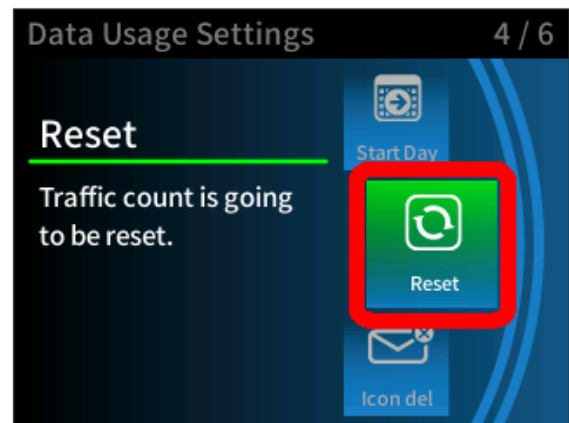 Data Usage Settings 4 / 6
Reset
Traffic count is going
to be reset.
Start Day
Reset
Icon del